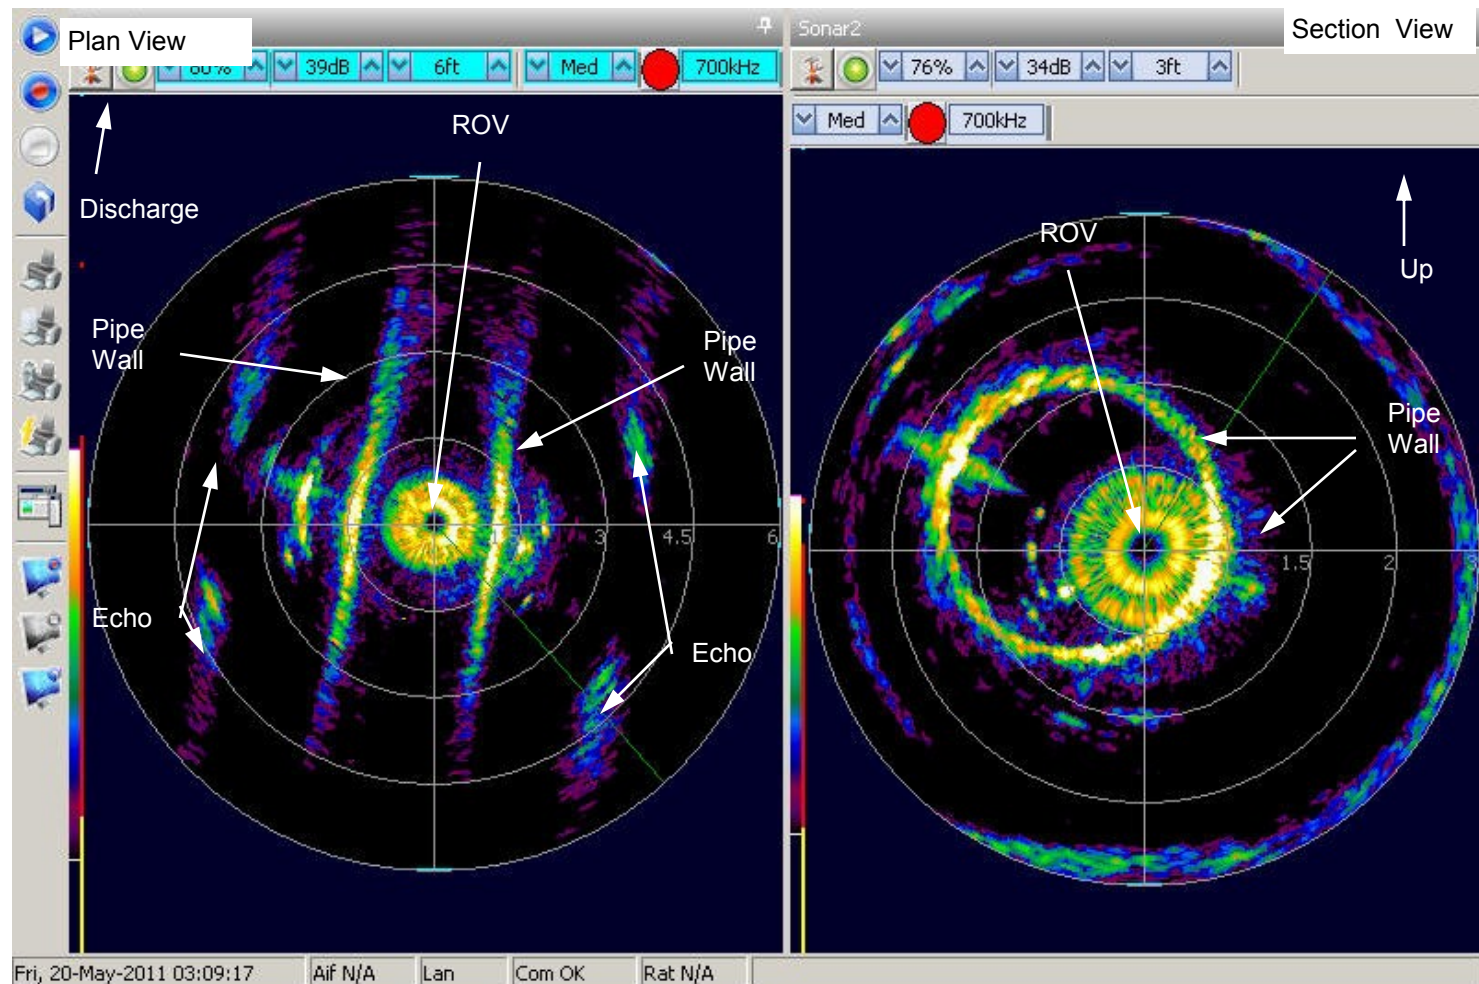 Plan View
Sonar2
Section View
60% 39dB 6ft Med 700kHz
76% 34dB 3ft
Med 700kHz
ROV
Discharge
ROV
Up
Pipe
Wall
Pipe
Wall
Pipe
Wall
3 4.5 6
1.5 2
Echo
Echo
Fri, 20-May-2011 03:09:17 Aif N/A Lan Com OK Rat N/A